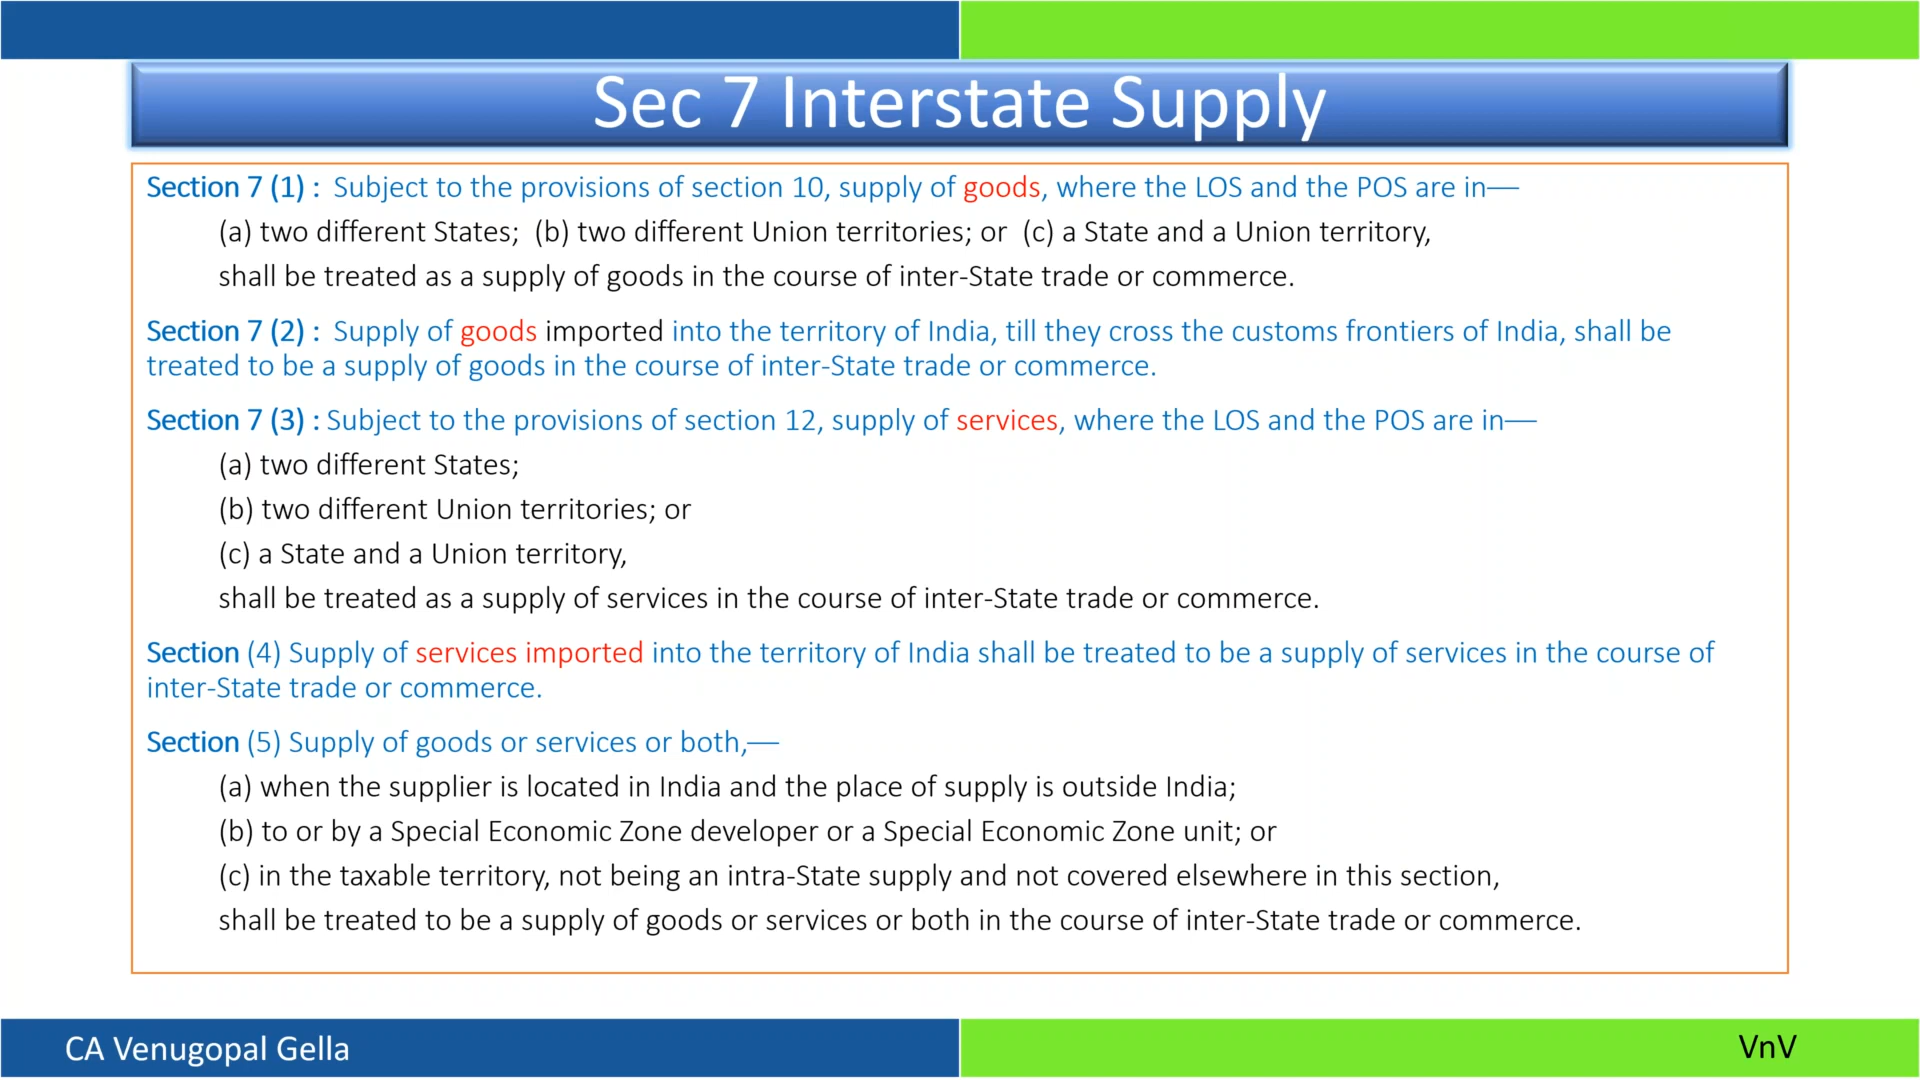 Sec 7 Interstate Supply
Section 7 (1) : Subject to the provisions of section 10, supply of goods, where the LOS and the POS are in—
(a) two different States; (b) two different Union territories; or (c) a State and a Union territory,
shall be treated as a supply of goods in the course of inter-State trade or commerce.
Section 7 (2) : Supply of goods imported into the territory of India, till they cross the customs frontiers of India, shall be
treated to be a supply of goods in the course of inter-State trade or commerce.
Section 7 (3) : Subject to the provisions of section 12, supply of services, where the LOS and the POS are in—
(a) two different States;
(b) two different Union territories; or
(c) a State and a Union territory,
shall be treated as a supply of services in the course of inter-State trade or commerce.
Section (4) Supply of services imported into the territory of India shall be treated to be a supply of services in the course of
inter-State trade or commerce.
Section (5) Supply of goods or services or both,—
(a) when the supplier is located in India and the place of supply is outside India;
(b) to or by a Special Economic Zone developer or a Special Economic Zone unit; or
(c) in the taxable territory, not being an intra-State supply and not covered elsewhere in this section,
shall be treated to be a supply of goods or services or both in the course of inter-State trade or commerce.
CA Venugopal Gella
VnV